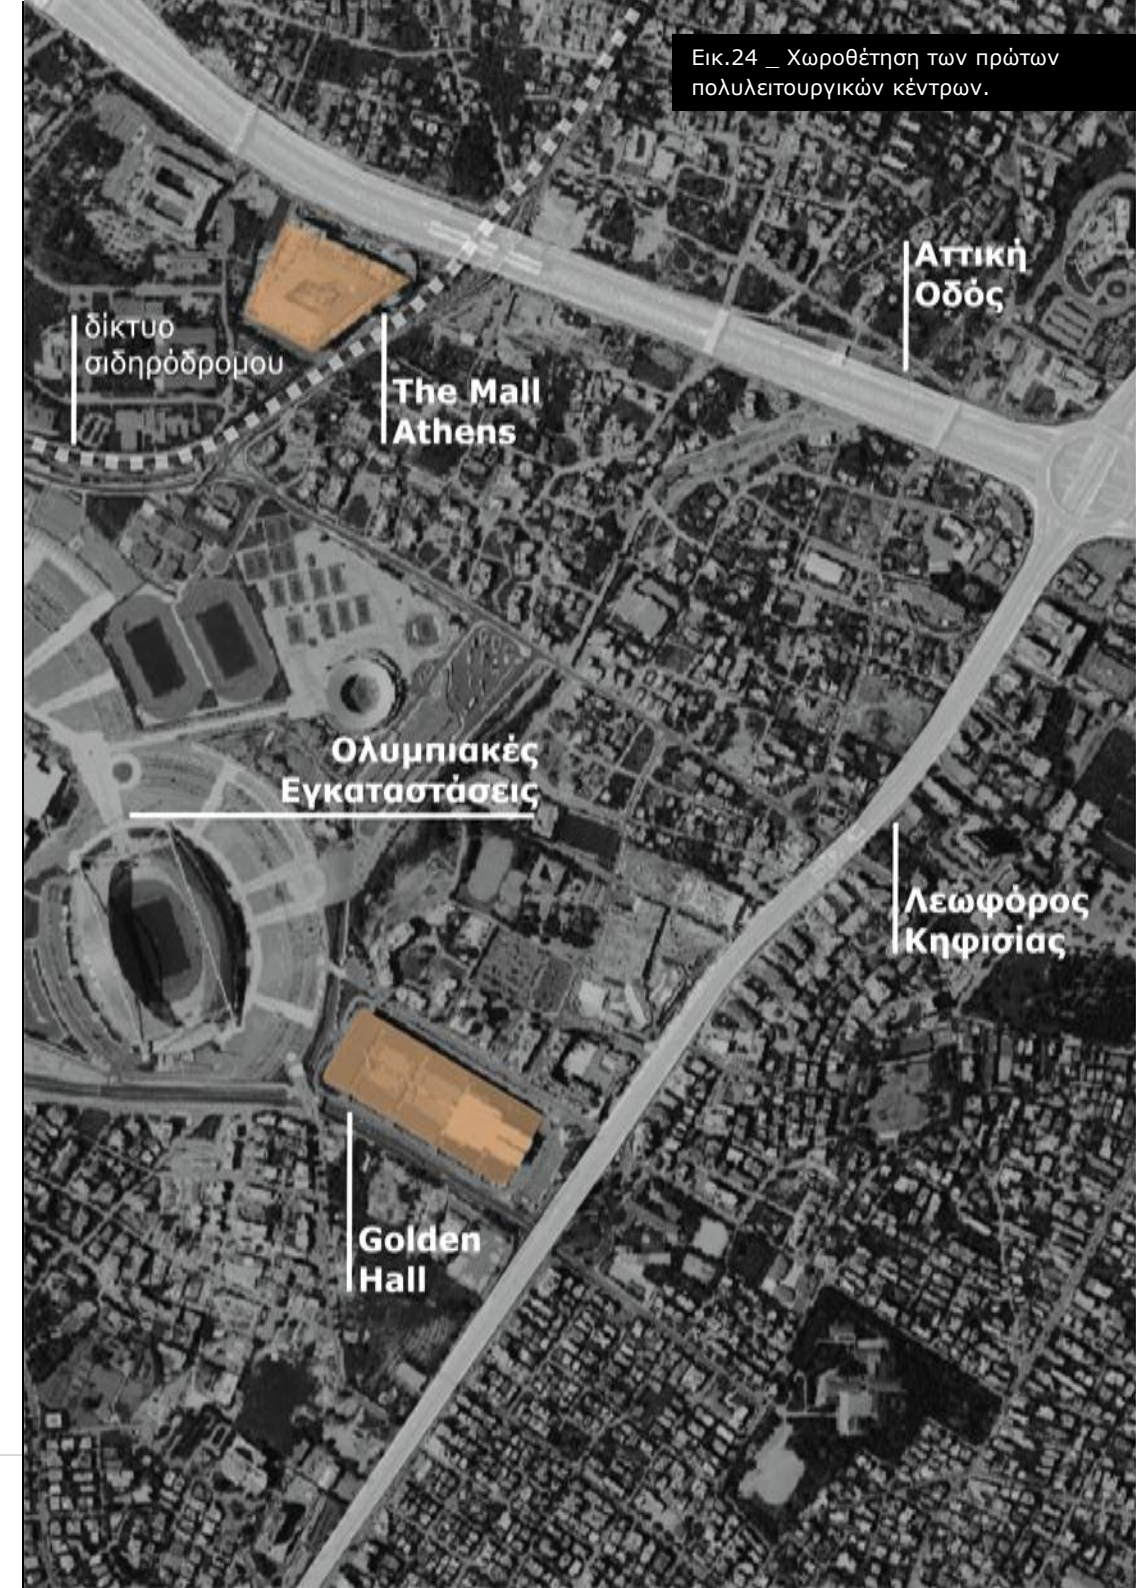 Εικ.24 _ Χωροθέτηση των πρώτων
πολυλειτουργικών κέντρων.
Αττική
Οδός
δίκτυο
σιδηρόδρομου
The Mall
Athens
Ολυμπιακές
Εγκαταστάσεις
Λεωφόρος
Κηφισίας
Golden
Hall